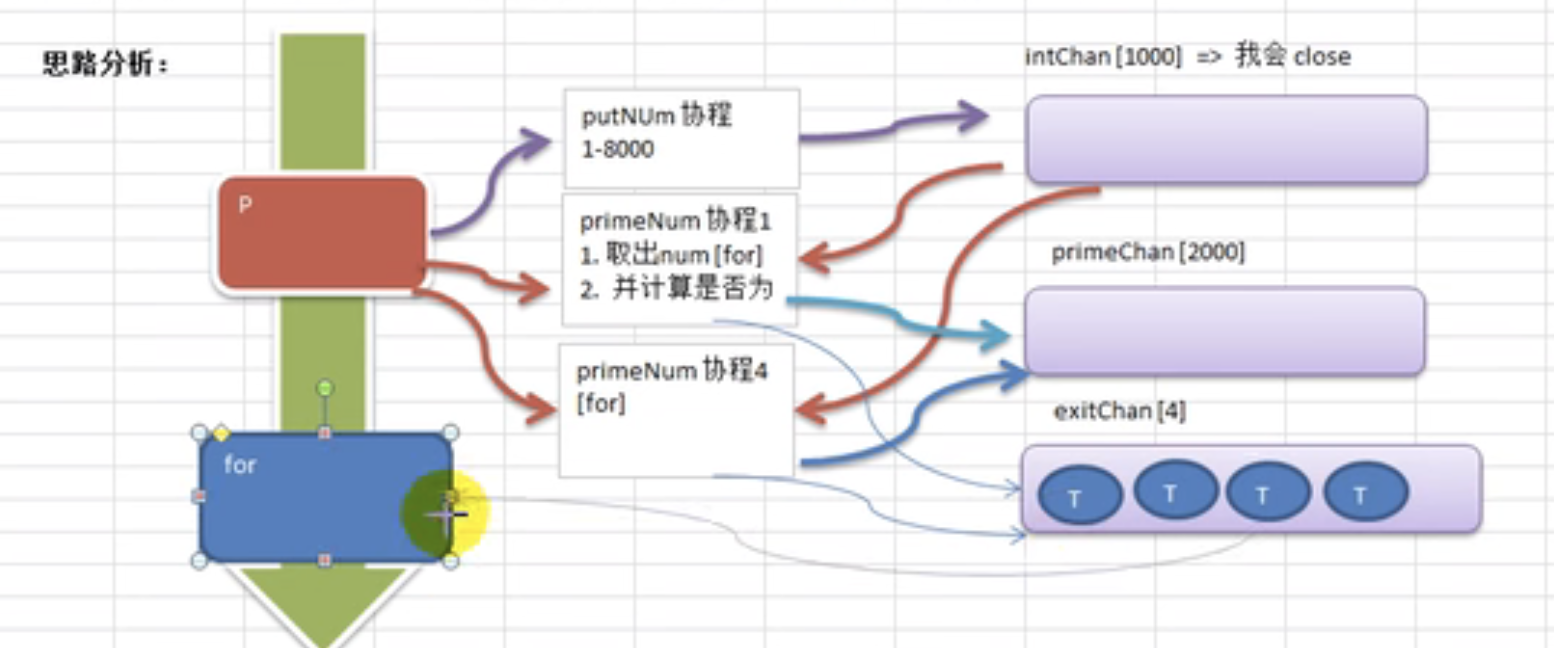 思路分析:
intChan [1000] => 我会 close
putNUm 协程
1-8000
P
primeNum 协程1
1. 取出num [for]
2. 并计算是否为
primeChan [2000]
primeNum 协程4
[for]
exitChan [4]
for
T T T T